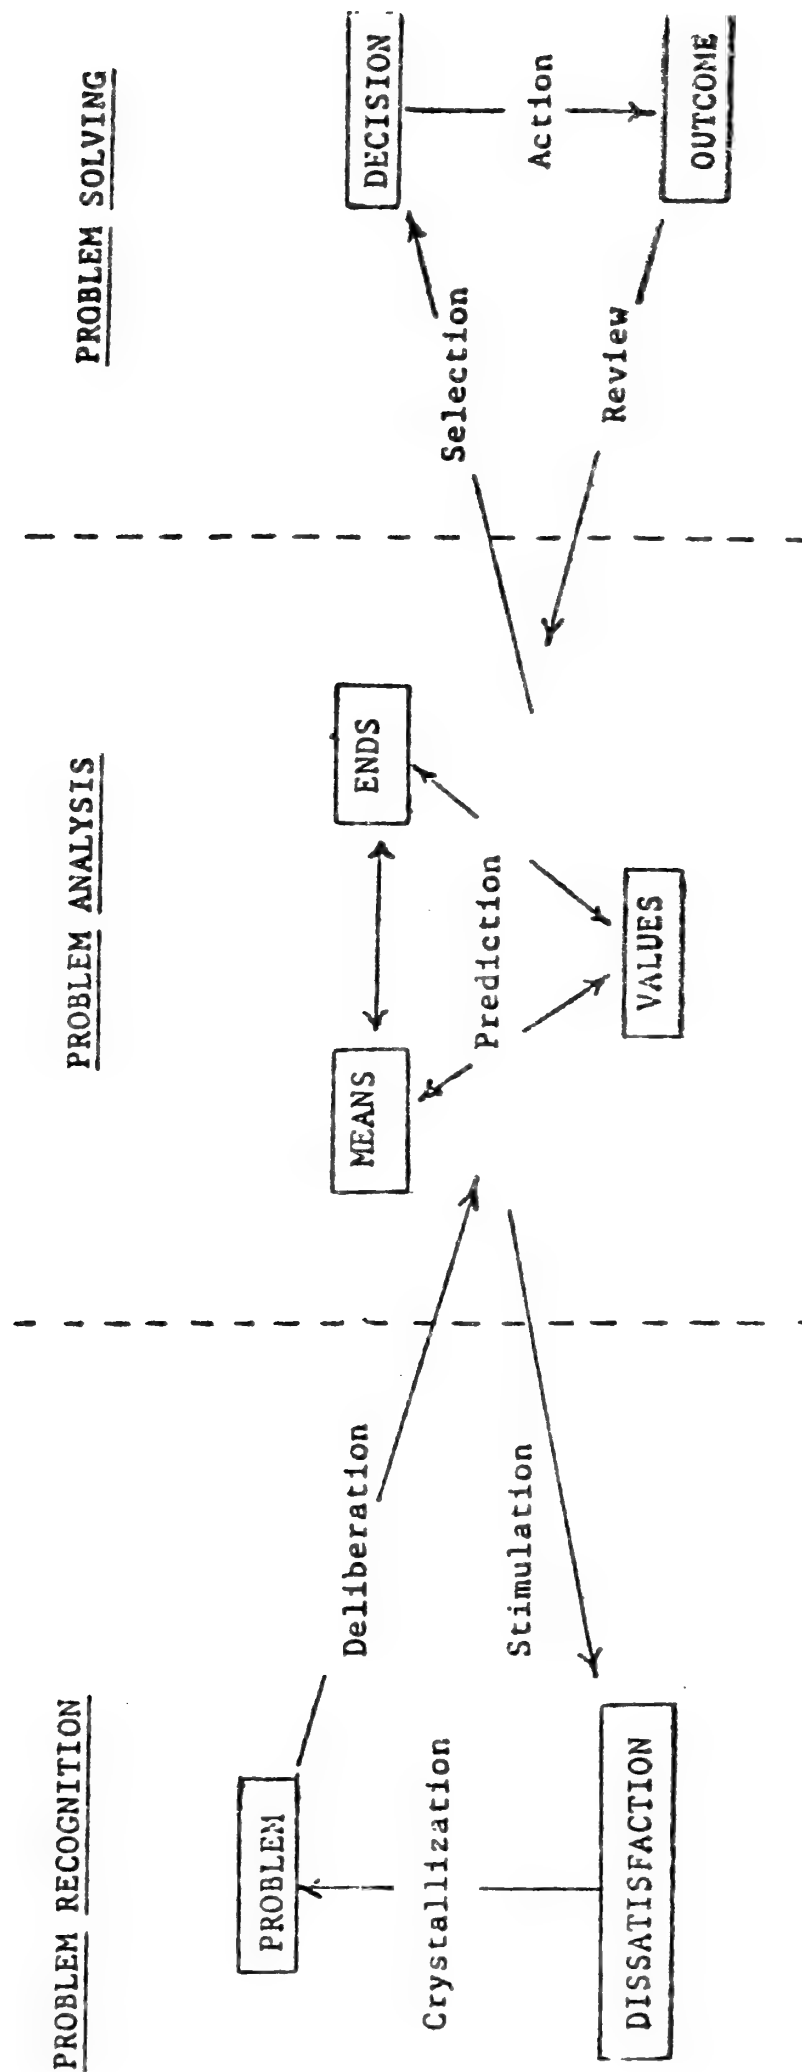 PROBLEM RECOGNITION
PROBLEM ANALYSIS
PROBLEM SOLVING
PROBLEM
Deliberation
Crystallization
Stimulation
DISSATISFACTION
MEANS
ENDS
Prediction
VALUES
Selection
DECISION
Action
Review
OUTCOME